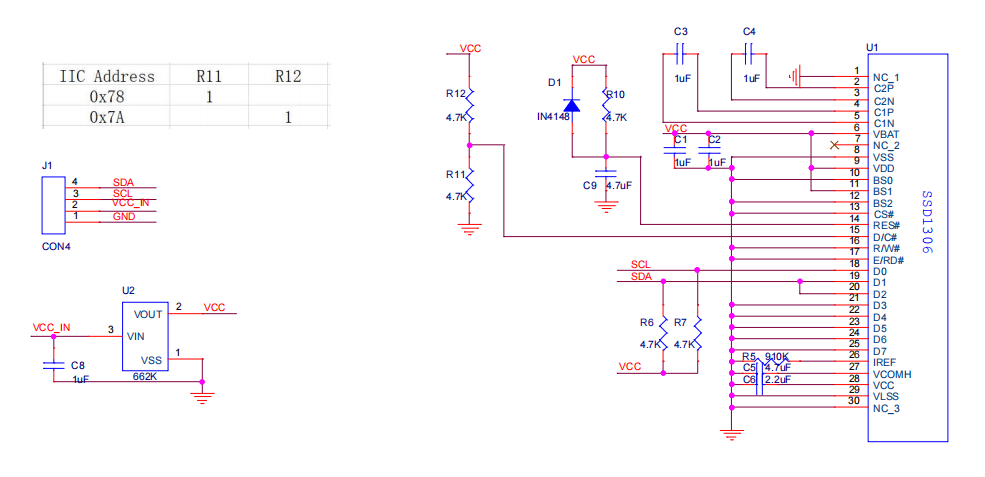 IIC Address R11 R12
0x78 1
0x7A 1
J1
4 SDA
3 SCL
2 VCC_IN
1 GND
CON4
U2
VCC_IN 3 VIN VOUT 2 VCC
VSS 1
C8
1uF
662K
VCC
R12
4.7K
R11
4.7K
VCC
D1
IN4148
R10
4.7K
C9 4.7uF
C3
1uF
C4
1uF
VCC
C1
1uF
C2
1uF
SCL
SDA
R6
4.7K
R7
4.7K
VCC
R5 910K
C5 4.7uF
C6 2.2uF
U1
1 NC_1
2 C2P
3 C2N
4 C1P
5 C1N
6 VBAT
7 NC_2
8 VSS
9 VDD
10 BS0
11 BS1
12 BS2
13 CS#
14 RES#
15 D/C#
16 R/W#
17 E/RD#
18 D0
19 D1
20 D2
21 D3
22 D4
23 D5
24 D6
25 D7
26 IREF
27 VCOMH
28 VCC
29 VLSS
30 NC_3
SSD1306